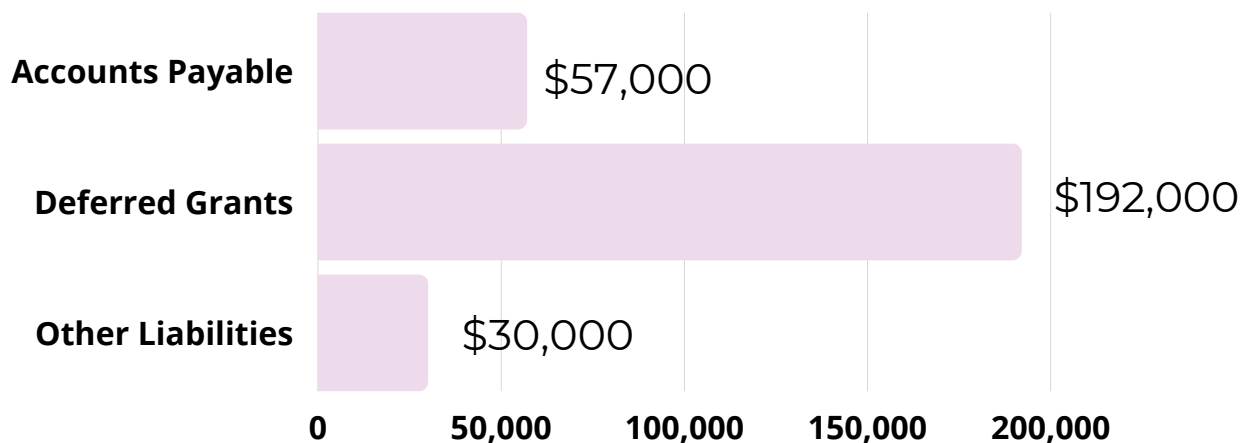 Accounts Payable
$57,000
Deferred Grants
$192,000
Other Liabilities
$30,000
0 50,000 100,000 150,000 200,000